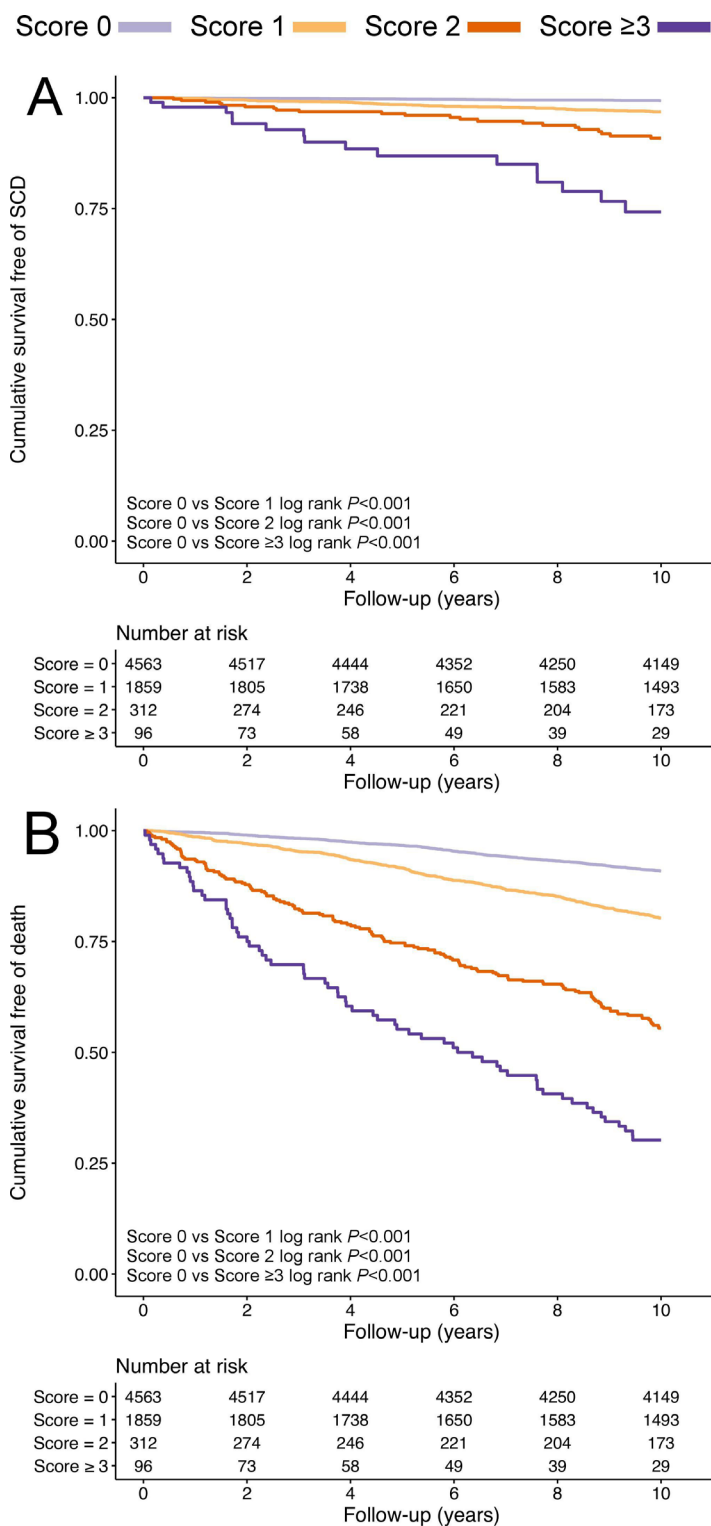 Score 0 Score 1 Score 2 Score ≥3
A
Cumulative survival free of SCD
1.00
0.75
0.50
0.25
0.00
Score 0 vs Score 1 log rank P<0.001
Score 0 vs Score 2 log rank P<0.001
Score 0 vs Score ≥3 log rank P<0.001
0 2 4 6 8 10
Follow-up (years)
Number at risk
Score = 0 4563 4517 4444 4352 4250 4149
Score = 1 1859 1805 1738 1650 1583 1493
Score = 2 312 274 246 221 204 173
Score ≥ 3 96 73 58 49 39 29
0 2 4 6 8 10
Follow-up (years)
B
Cumulative survival free of death
1.00
0.75
0.50
0.25
0.00
Score 0 vs Score 1 log rank P<0.001
Score 0 vs Score 2 log rank P<0.001
Score 0 vs Score ≥3 log rank P<0.001
0 2 4 6 8 10
Follow-up (years)
Number at risk
Score = 0 4563 4517 4444 4352 4250 4149
Score = 1 1859 1805 1738 1650 1583 1493
Score = 2 312 274 246 221 204 173
Score ≥ 3 96 73 58 49 39 29
0 2 4 6 8 10
Follow-up (years)